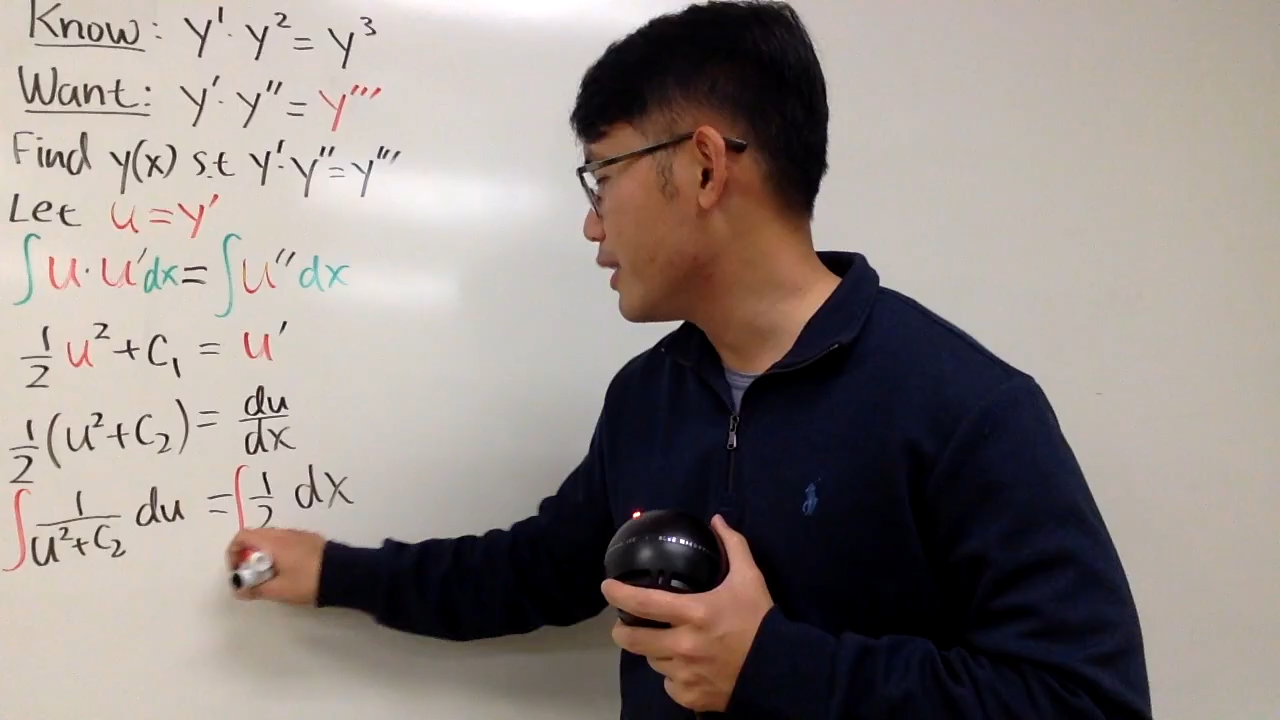 Know: y' · y² = y³
Want: y' · y'' = y'''
Find y(x) s.t y' · y'' = y'''
Let u = y'
∫ u · u' dx = ∫ u'' dx
1/2 u² + C₁ = u'
1/2 (u² + C₂) = du/dx
∫ 1/(u² + C₂) du = ∫ 1/2 dx